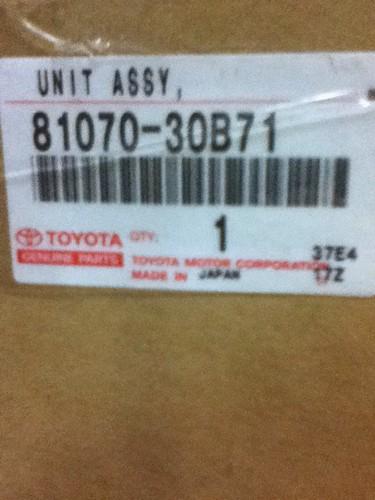 UNIT ASSY,
81070-30B71
TOYOTA QTY. 1
GENUINE PARTS
TOYOTA MOTOR CORPORATION 37E4
MADE IN JAPAN 17Z